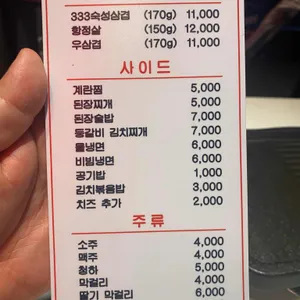 333숙성삼겹 (170g) 11,000
황정살 (150g) 12,000
우삼겹 (170g) 11,000
사이드
계란찜 5,000
된장찌개 5,000
된장술밥 7,000
등갈비 김치찌개 7,000
물냉면 6,000
비빔냉면 6,000
공기밥 1,000
김치볶음밥 3,000
치즈 추가 2,000
주류
소주 4,000
맥주 4,000
청하 5,000
막걸리 4,000
딸기 막걸리 6,000